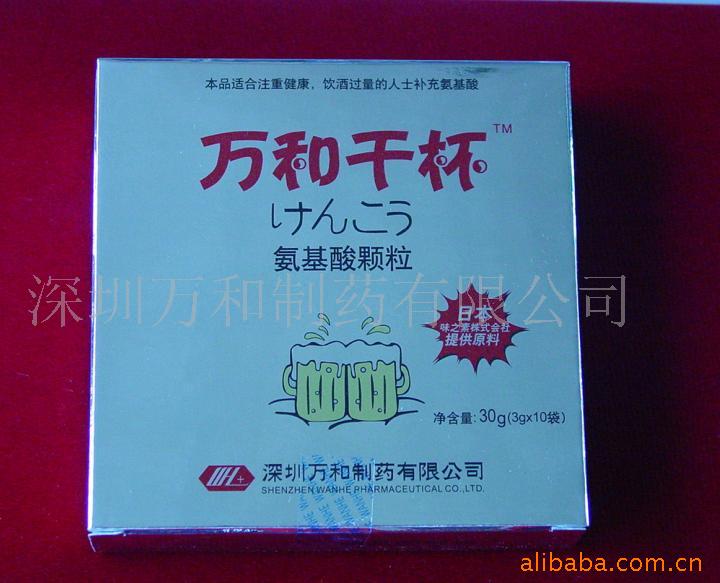 本品适合注重健康，饮酒过量的人士补充氨基酸
万和干杯™
けんこう
氨基酸颗粒
深圳万和制药有限公司
日本
味之素株式会社
提供原料
净含量: 30g(3gx10袋)
WH+
深圳万和制药有限公司
SHENZHEN WANHE PHARMACEUTICAL CO.,LTD.
WANHE
alibaba.com.cn